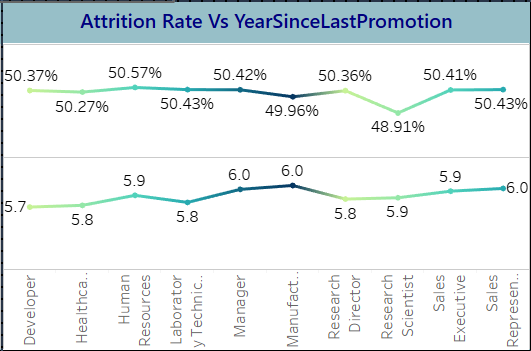 Attrition Rate Vs YearSinceLastPromotion
50.37%
50.27%
50.57%
50.43%
50.42%
49.96%
50.36%
48.91%
50.41%
50.43%
5.7
5.8
5.9
5.8
6.0
6.0
5.8
5.9
5.9
6.0
Developer
Healthca..
Human
Resources
Laborator
y Technic..
Manager
Manufact..
Research
Director
Research
Scientist
Sales
Executive
Sales
Represen..